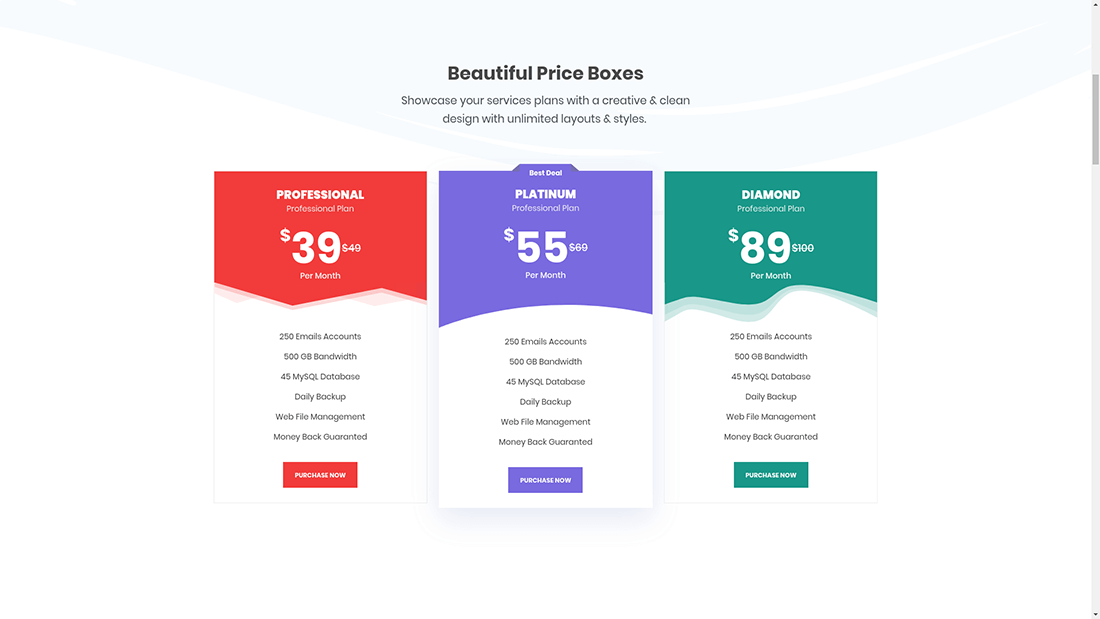 Beautiful Price Boxes
Showcase your services plans with a creative & clean
design with unlimited layouts & styles.
PROFESSIONAL
Professional Plan
$39 $49
Per Month
250 Emails Accounts
500 GB Bandwidth
45 MySQL Database
Daily Backup
Web File Management
Money Back Guaranted
PURCHASE NOW
Best Deal
PLATINUM
Professional Plan
$55 $69
Per Month
250 Emails Accounts
500 GB Bandwidth
45 MySQL Database
Daily Backup
Web File Management
Money Back Guaranted
PURCHASE NOW
DIAMOND
Professional Plan
$89 $100
Per Month
250 Emails Accounts
500 GB Bandwidth
45 MySQL Database
Daily Backup
Web File Management
Money Back Guaranted
PURCHASE NOW